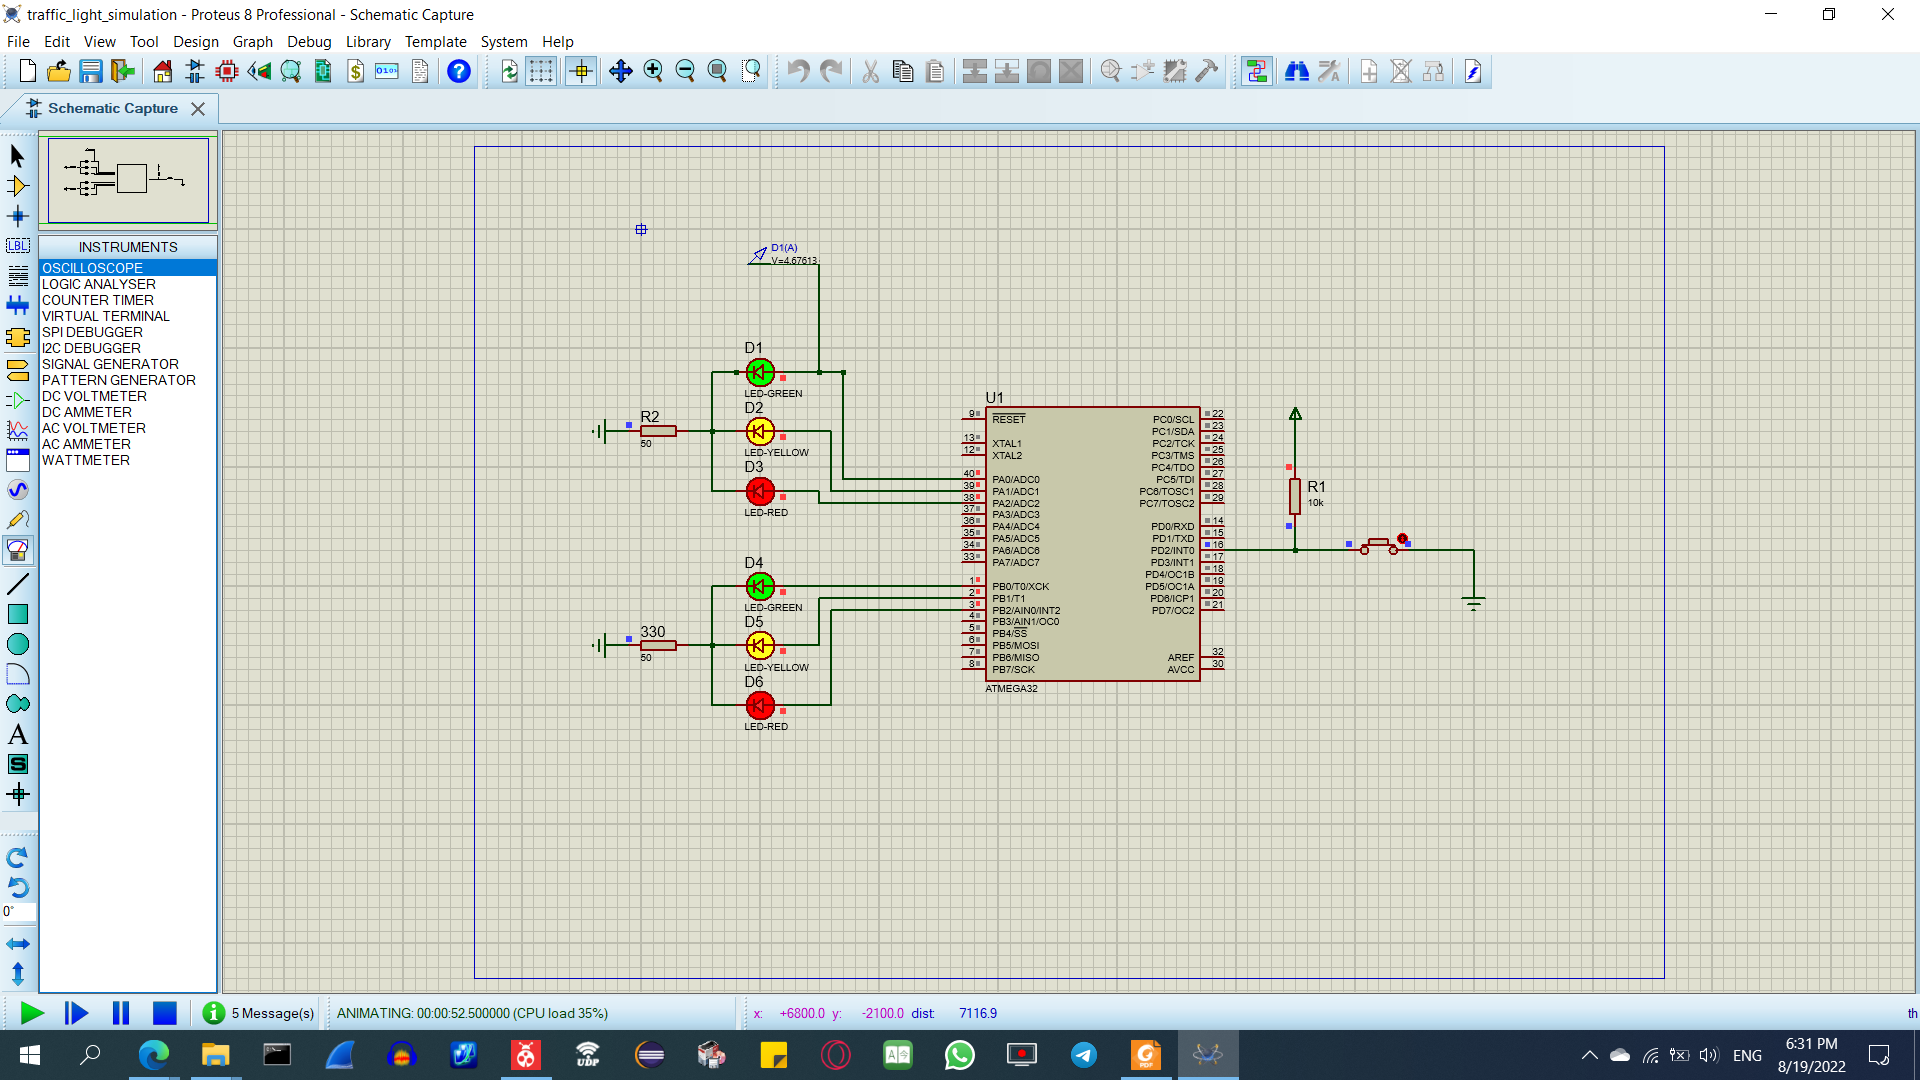 traffic_light_simulation - Proteus 8 Professional - Schematic Capture
File Edit View Tool Design Graph Debug Library Template System Help
Schematic Capture
INSTRUMENTS
OSCILLOSCOPE
LOGIC ANALYSER
COUNTER TIMER
VIRTUAL TERMINAL
SPI DEBUGGER
I2C DEBUGGER
SIGNAL GENERATOR
PATTERN GENERATOR
DC VOLTMETER
DC AMMETER
AC VOLTMETER
AC AMMETER
WATTMETER
LBL
A
S
0°
D1(A)
V=4.67613
D1
LED-GREEN
D2
LED-YELLOW
D3
LED-RED
R2
50
D4
LED-GREEN
D5
LED-YELLOW
D6
LED-RED
330
50
U1
9 RESET
13 XTAL1
12 XTAL2
40 PA0/ADC0
39 PA1/ADC1
38 PA2/ADC2
37 PA3/ADC3
36 PA4/ADC4
35 PA5/ADC5
34 PA6/ADC6
33 PA7/ADC7
1 PB0/T0/XCK
2 PB1/T1
3 PB2/AIN0/INT2
4 PB3/AIN1/OC0
5 PB4/SS
6 PB5/MOSI
7 PB6/MISO
8 PB7/SCK
PC0/SCL 22
PC1/SDA 23
PC2/TCK 24
PC3/TMS 25
PC4/TDO 26
PC5/TDI 27
PC6/TOSC1 28
PC7/TOSC2 29
PD0/RXD 14
PD1/TXD 15
PD2/INT0 16
PD3/INT1 17
PD4/OC1B 18
PD5/OC1A 19
PD6/ICP1 20
PD7/OC2 21
AREF 32
AVCC 30
ATMEGA32
R1
10k
5 Message(s) ANIMATING: 00:00:52.500000 (CPU load 35%) x: +6800.0 y: -2100.0 dist: 7116.9 th
UDP
PDF
ENG
6:31 PM
8/19/2022